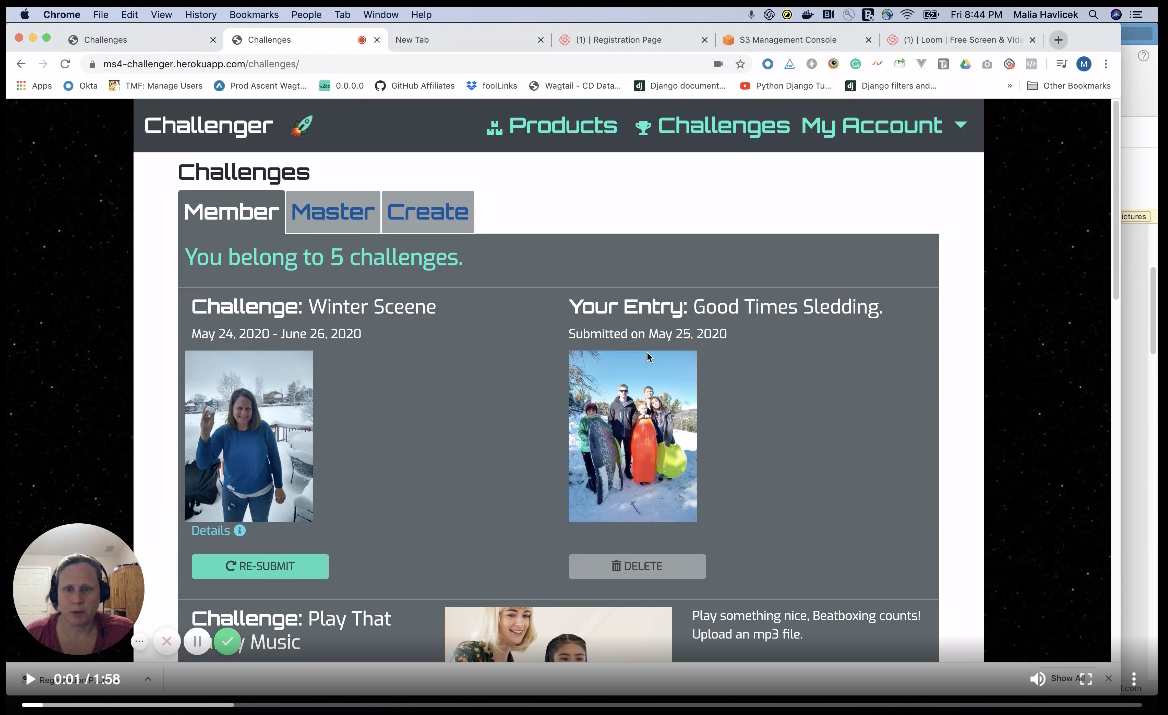 Chrome File Edit View History Bookmarks People Tab Window Help Fri 8:44 PM Malia Havlicek
Challenges Challenges New Tab (1) | Registration Page S3 Management Console (1) | Loom | Free Screen & Vide
ms4-challenger.herokuapp.com/challenges/
Apps Okta TMF: Manage Users Prod Ascent Wagt... 0.0.0.0 GitHub Affiliates foolLinks Wagtail - CD Data... Django document... Python Django Tu... Django filters and... » Other Bookmarks
Challenger Products Challenges My Account
Challenges
Member Master Create
ictures
You belong to 5 challenges.
Challenge: Winter Sceene
May 24, 2020 - June 26, 2020
Your Entry: Good Times Sledding.
Submitted on May 25, 2020
Details
RE-SUBMIT
DELETE
Challenge: Play That
Music
Play something nice, Beatboxing counts!
Upload an mp3 file.
0:01 / 1:58
Show A